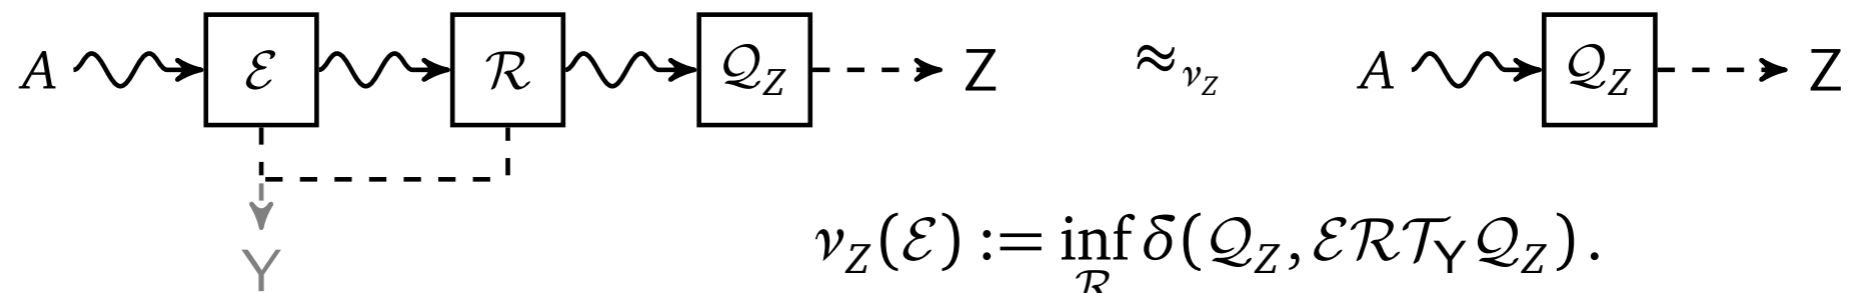 A ℰ ℛ 𝒬_Z Z ≈_{ν_Z} A 𝒬_Z Z
Y
ν_Z(ℰ) := inf_ℛ δ(𝒬_Z, ℰℛ𝒯_Y𝒬_Z).